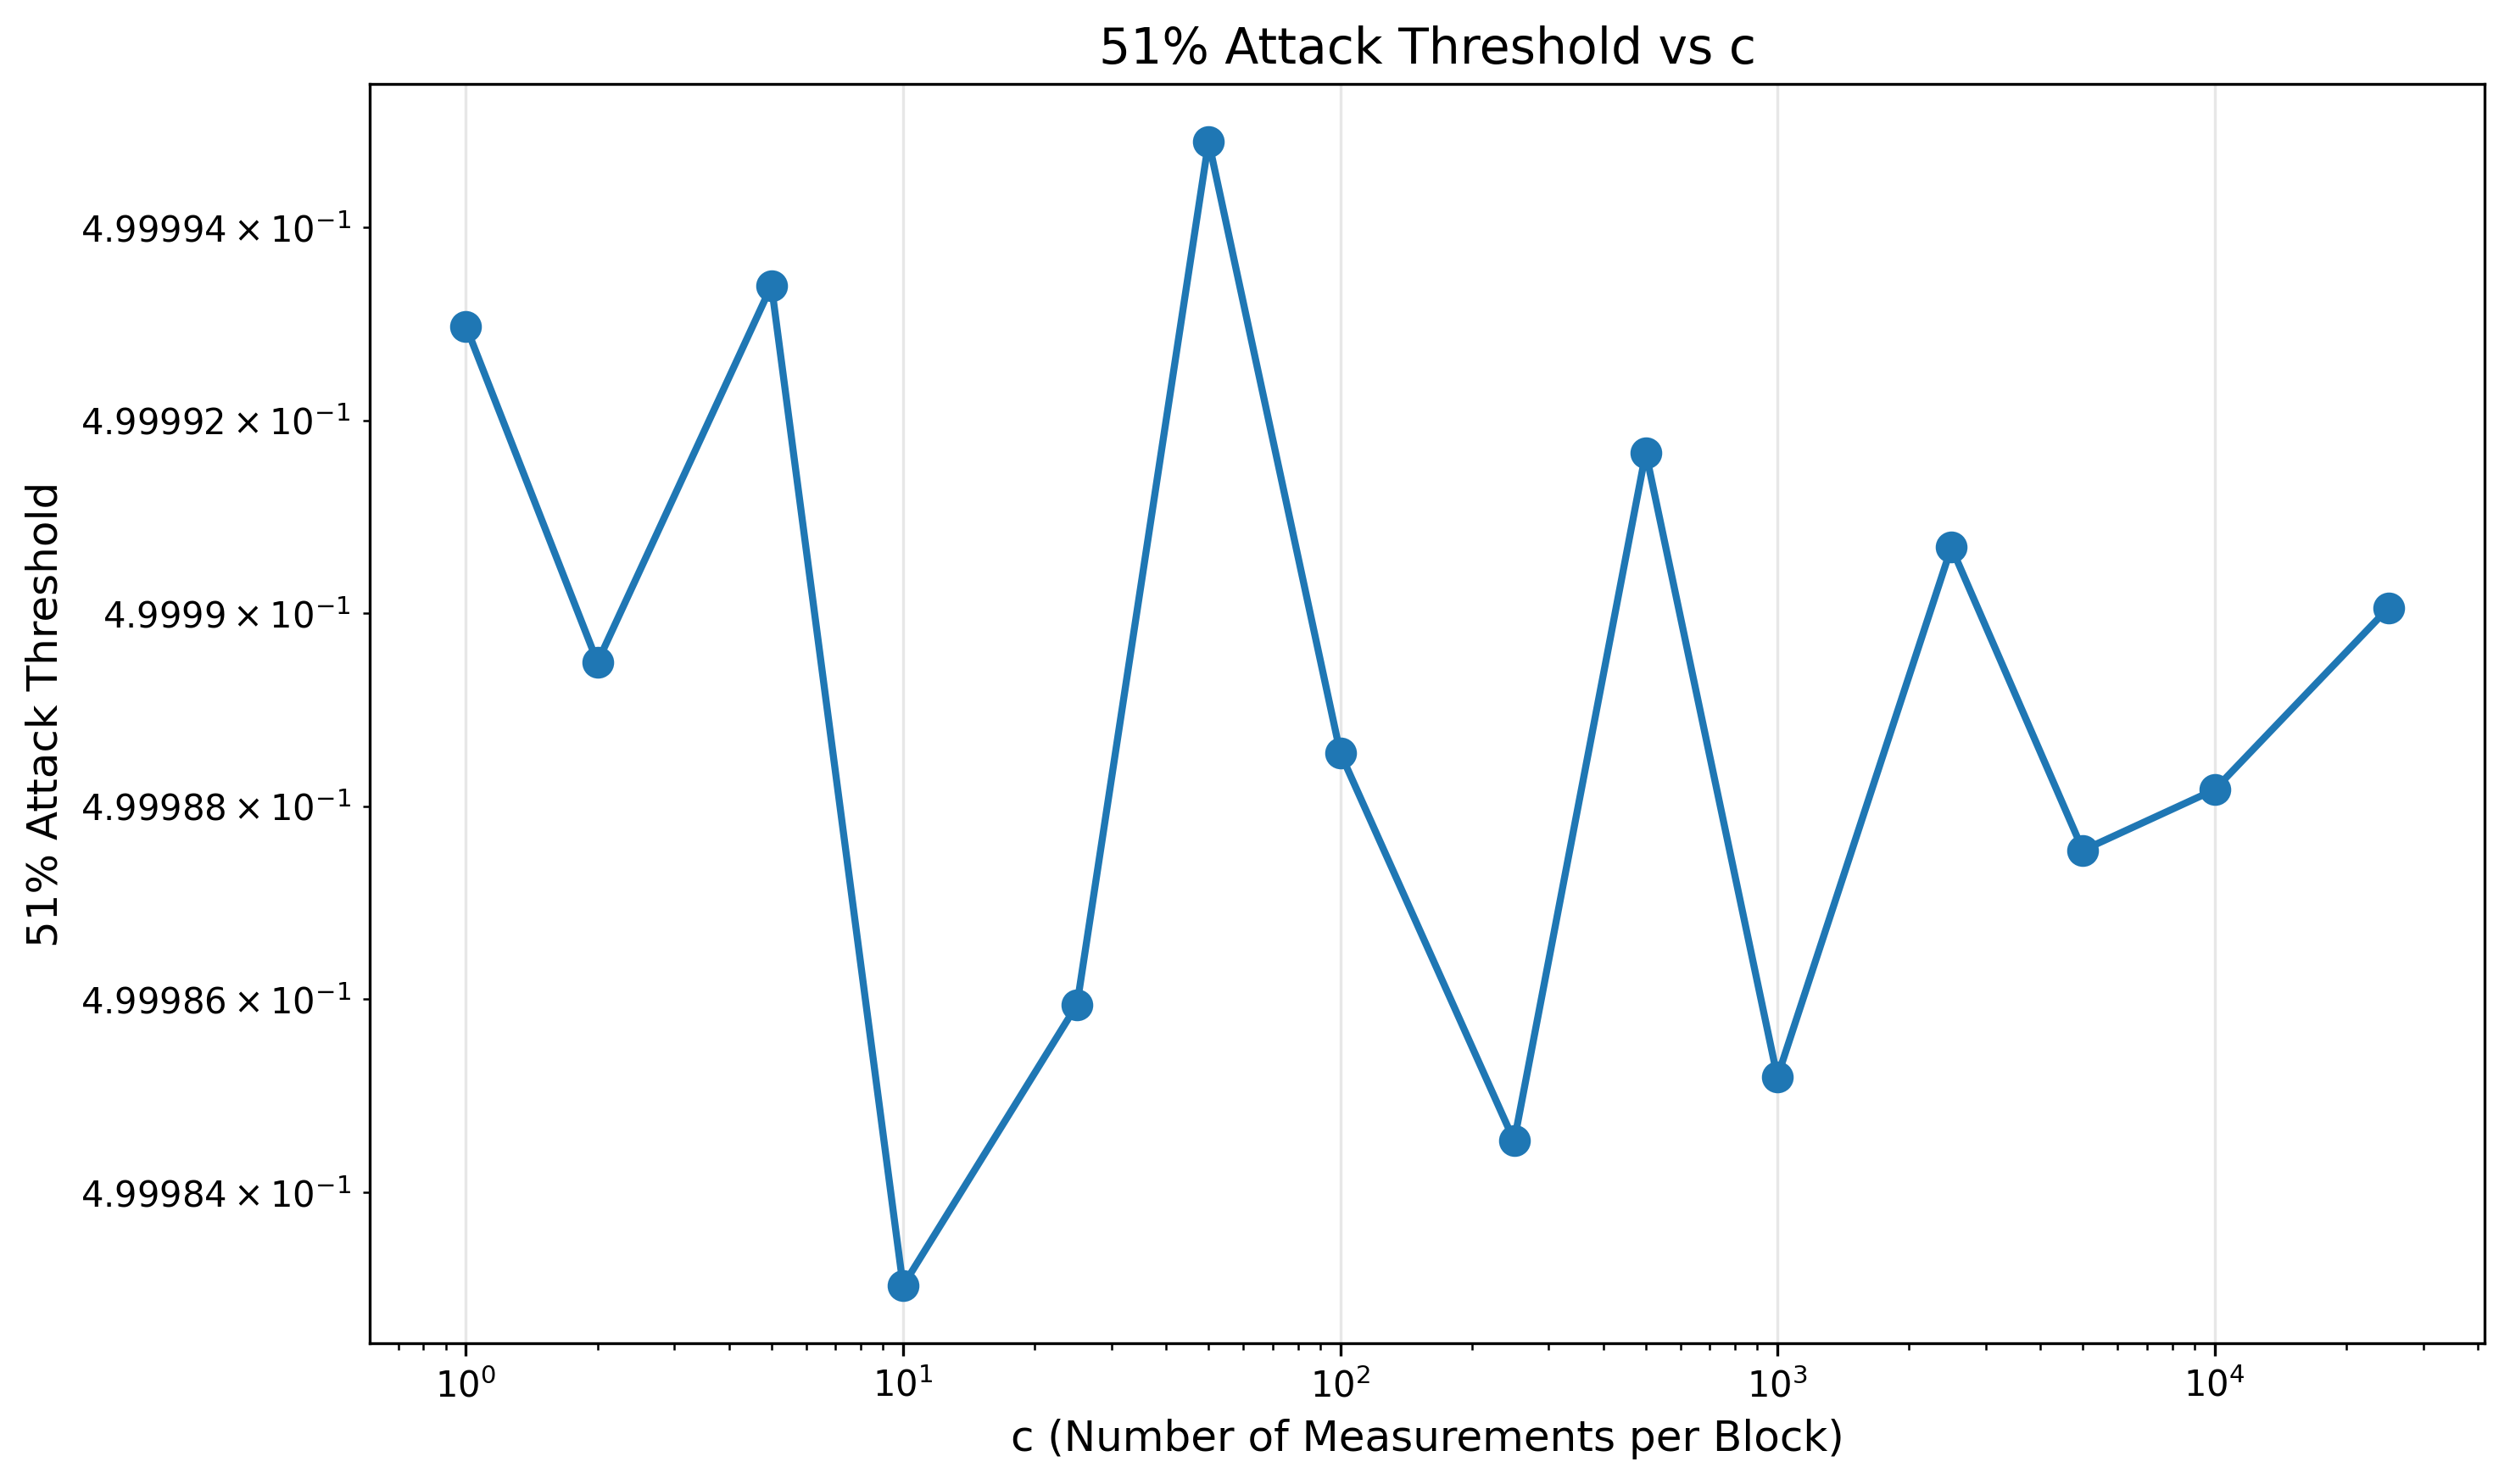 51% Attack Threshold vs c
51% Attack Threshold
4.99994 × 10⁻¹
4.99992 × 10⁻¹
4.9999 × 10⁻¹
4.99988 × 10⁻¹
4.99986 × 10⁻¹
4.99984 × 10⁻¹
10⁰ 10¹ 10² 10³ 10⁴
c (Number of Measurements per Block)